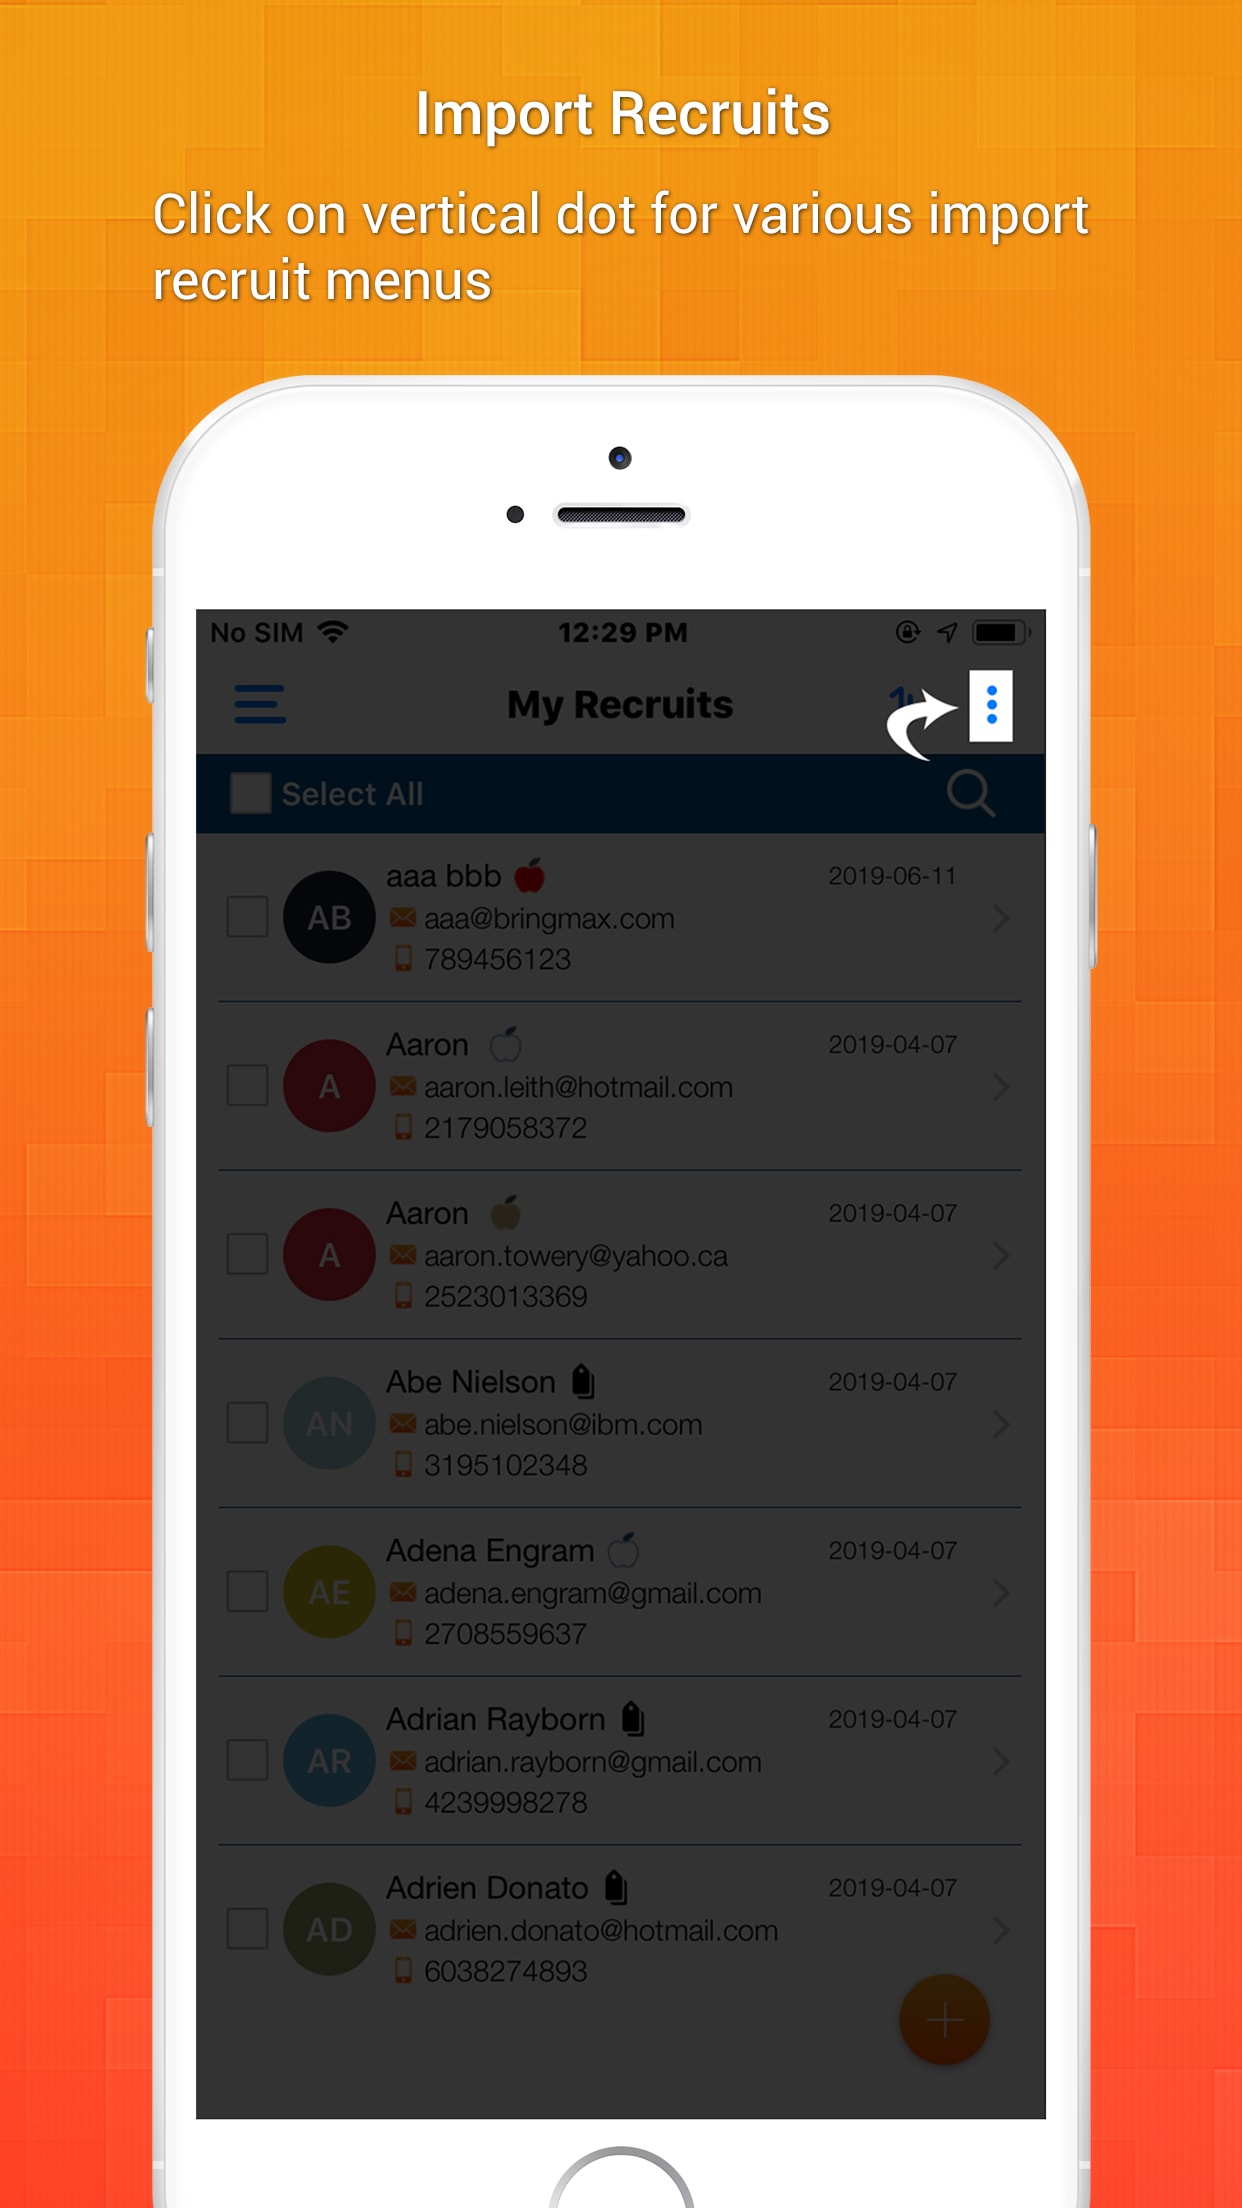 Import Recruits
Click on vertical dot for various import
recruit menus
No SIM 12:29 PM
My Recruits
Select All
aaa bbb 2019-06-11
AB
aaa@bringmax.com
789456123
Aaron 2019-04-07
A
aaron.leith@hotmail.com
2179058372
Aaron 2019-04-07
A
aaron.towery@yahoo.ca
2523013369
Abe Nielson 2019-04-07
AN
abe.nielson@ibm.com
3195102348
Adena Engram 2019-04-07
AE
adena.engram@gmail.com
2708559637
Adrian Rayborn 2019-04-07
AR
adrian.rayborn@gmail.com
4239998278
Adrien Donato 2019-04-07
AD
adrien.donato@hotmail.com
6038274893